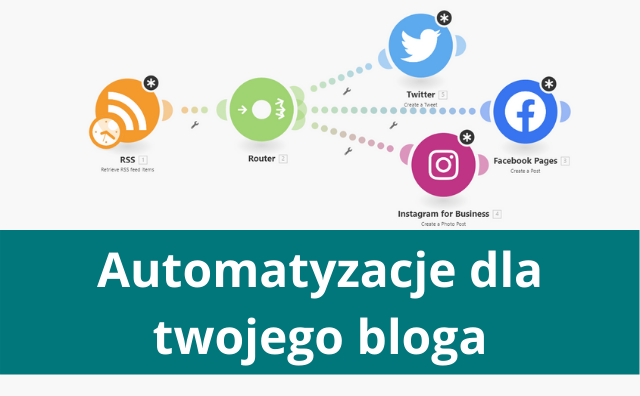 Twitter 5
Create a Tweet
RSS 1
Retrieve RSS feed items
Router 2
Facebook Pages 3
Create a Post
Instagram for Business 4
Create a Photo Post
Automatyzacje dla
twojego bloga